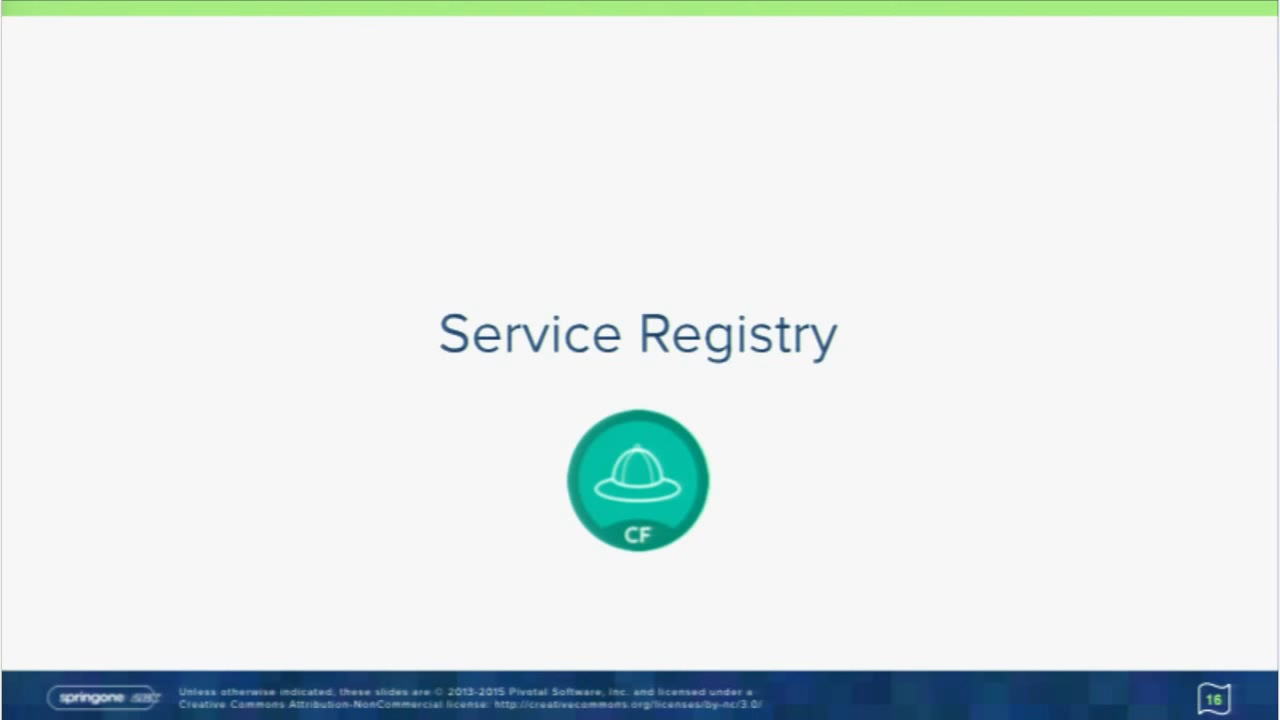 Service Registry
CF
springone
Unless otherwise indicated, these slides are © 2013-2015 Pivotal Software, Inc. and licensed under a
Creative Commons Attribution-NonCommercial license: http://creativecommons.org/licenses/by-nc/3.0/
16